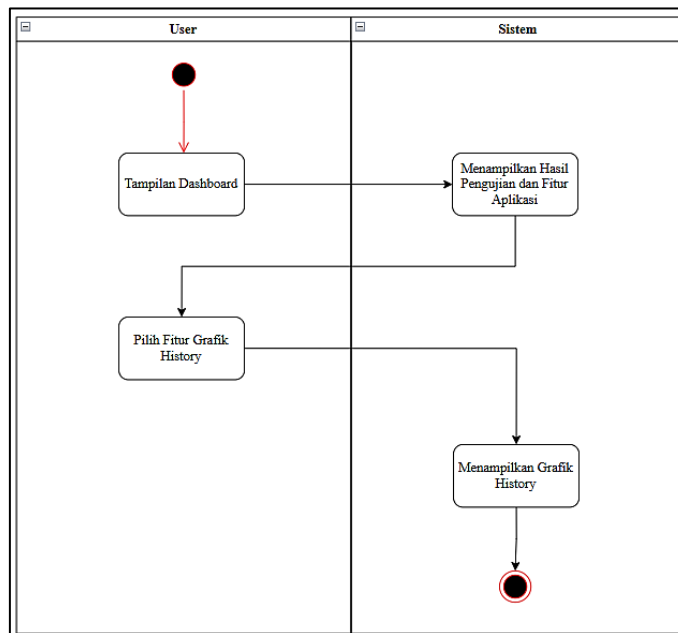 User
Sistem
Tampilan Dashboard
Menampilkan Hasil
Pengujian dan Fitur
Aplikasi
Pilih Fitur Grafik
History
Menampilkan Grafik
History